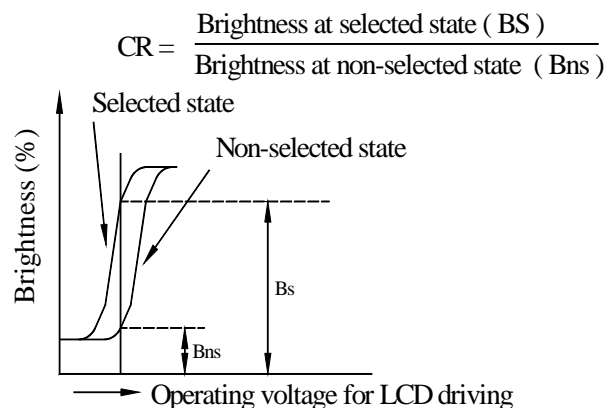 CR = Brightness at selected state ( BS )
Brightness at non-selected state ( Bns )
Selected state
Non-selected state
Brightness (%)
Bs
Bns
Operating voltage for LCD driving